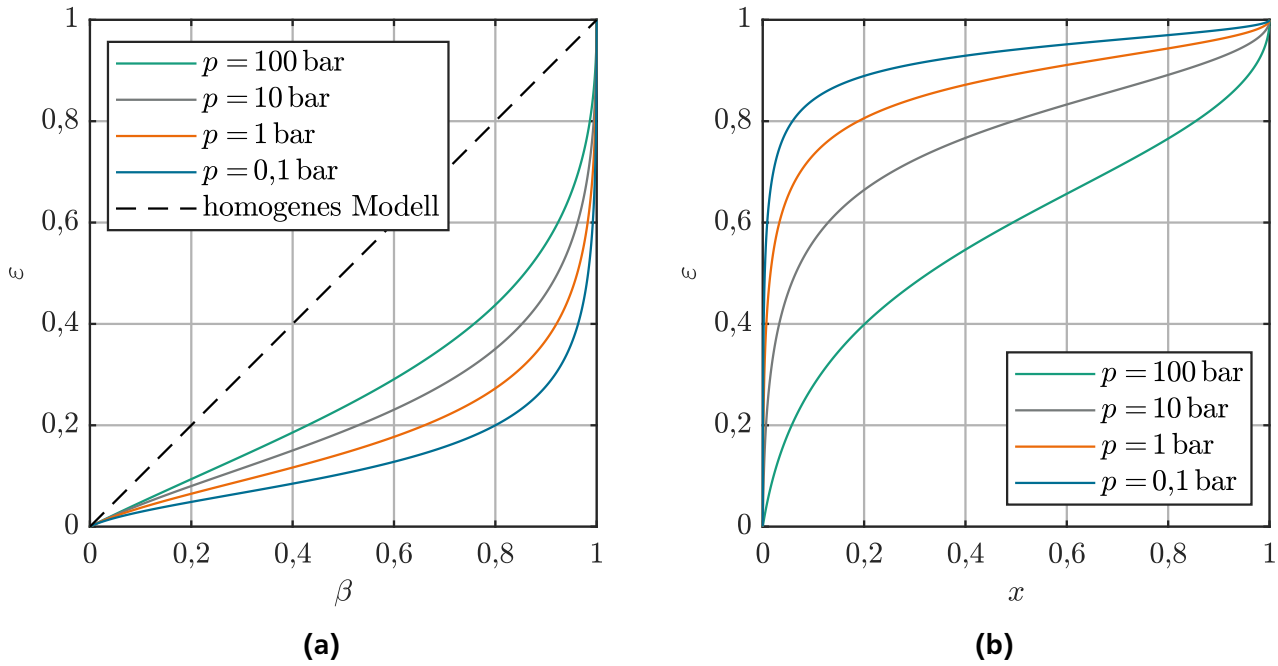 1
0,8
0,6
0,4
0,2
0
ε
p = 100 bar
p = 10 bar
p = 1 bar
p = 0,1 bar
homogenes Modell
0 0,2 0,4 0,6 0,8 1
β
(a)
1
0,8
0,6
0,4
0,2
0
ε
p = 100 bar
p = 10 bar
p = 1 bar
p = 0,1 bar
0 0,2 0,4 0,6 0,8 1
x
(b)